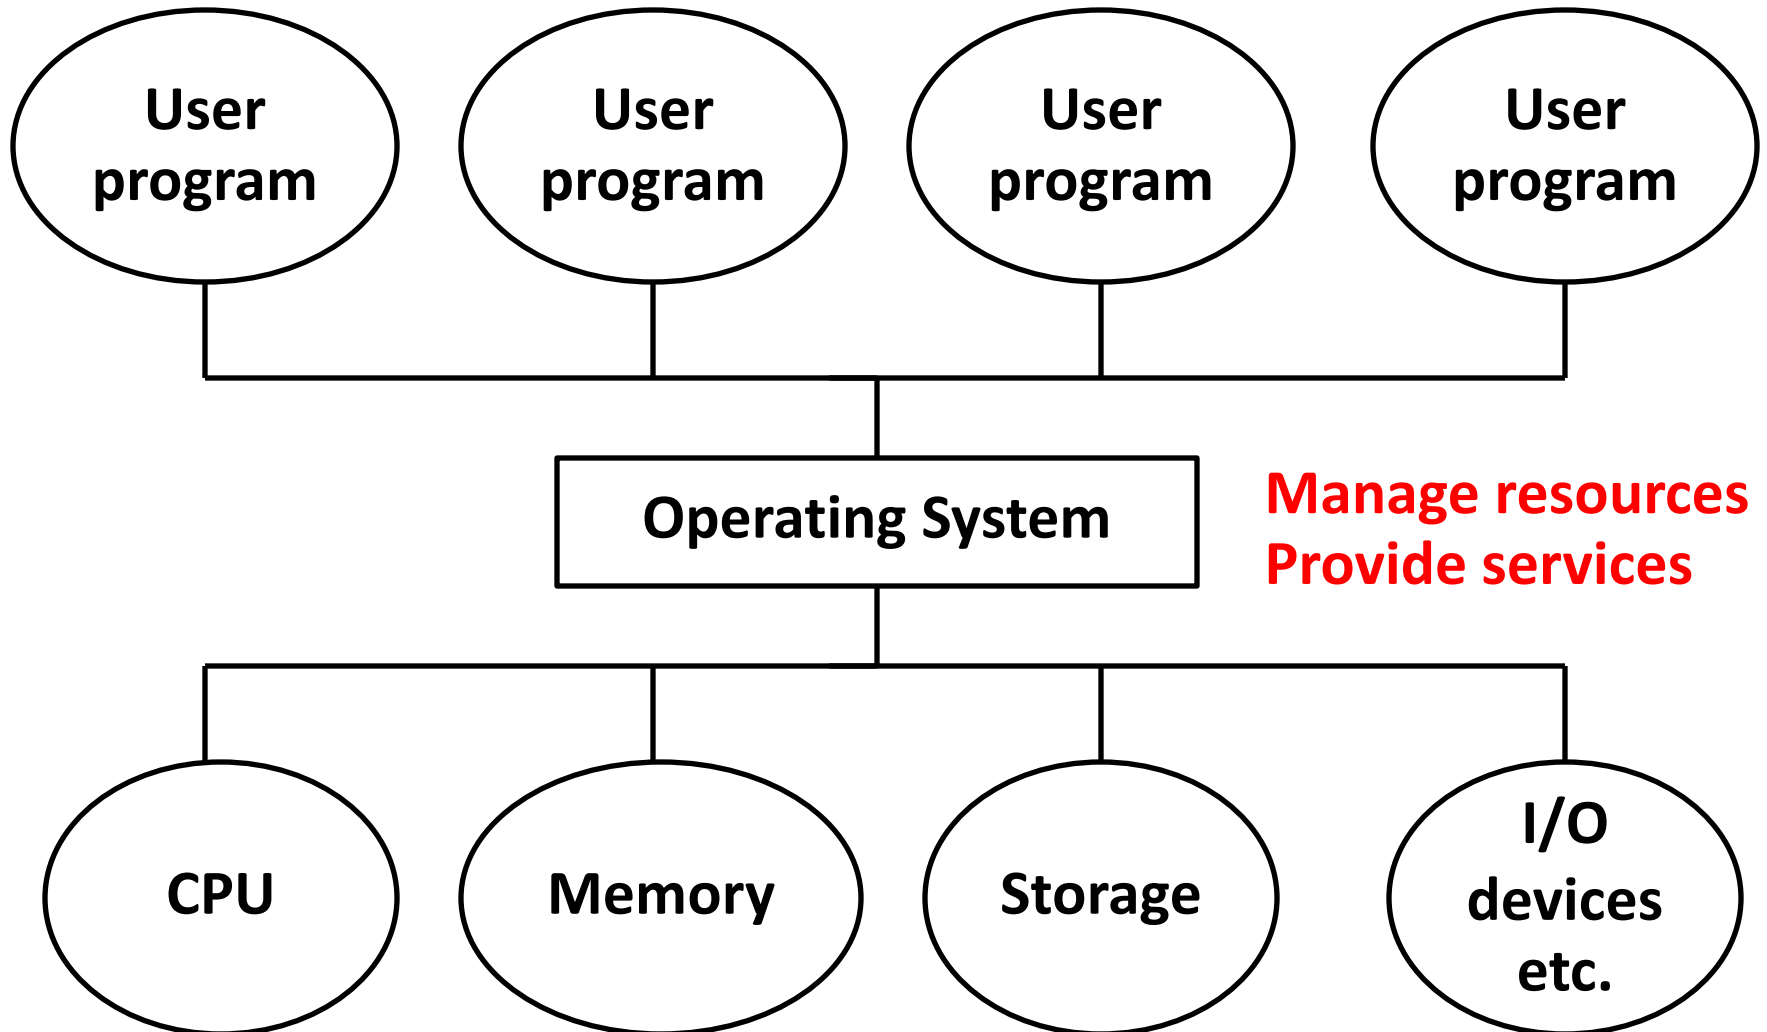 User
program
User
program
User
program
User
program
Operating System
Manage resources
Provide services
CPU
Memory
Storage
I/O
devices
etc.